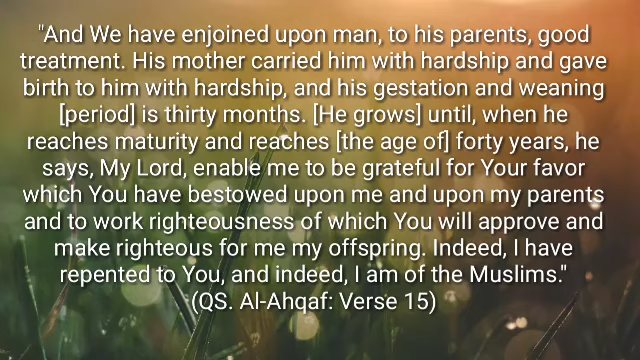 "And We have enjoined upon man, to his parents, good
treatment. His mother carried him with hardship and gave
birth to him with hardship, and his gestation and weaning
[period] is thirty months. [He grows] until, when he
reaches maturity and reaches [the age of] forty years, he
says, My Lord, enable me to be grateful for Your favor
which You have bestowed upon me and upon my parents
and to work righteousness of which You will approve and
make righteous for me my offspring. Indeed, I have
repented to You, and indeed, I am of the Muslims."
(QS. Al-Ahqaf: Verse 15)